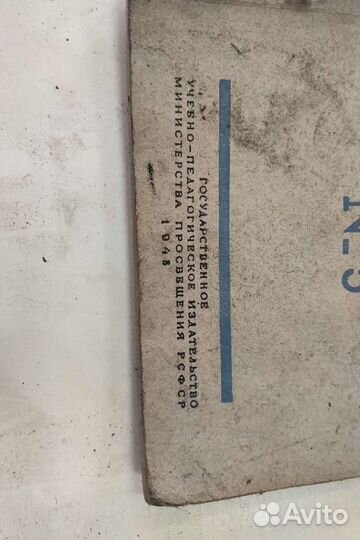 ГОСУДАРСТВЕННОЕ
УЧЕБНО-ПЕДАГОГИЧЕСКОЕ ИЗДАТЕЛЬСТВО
МИНИСТЕРСТВА ПРОСВЕЩЕНИЯ РСФСР
1948
Avito